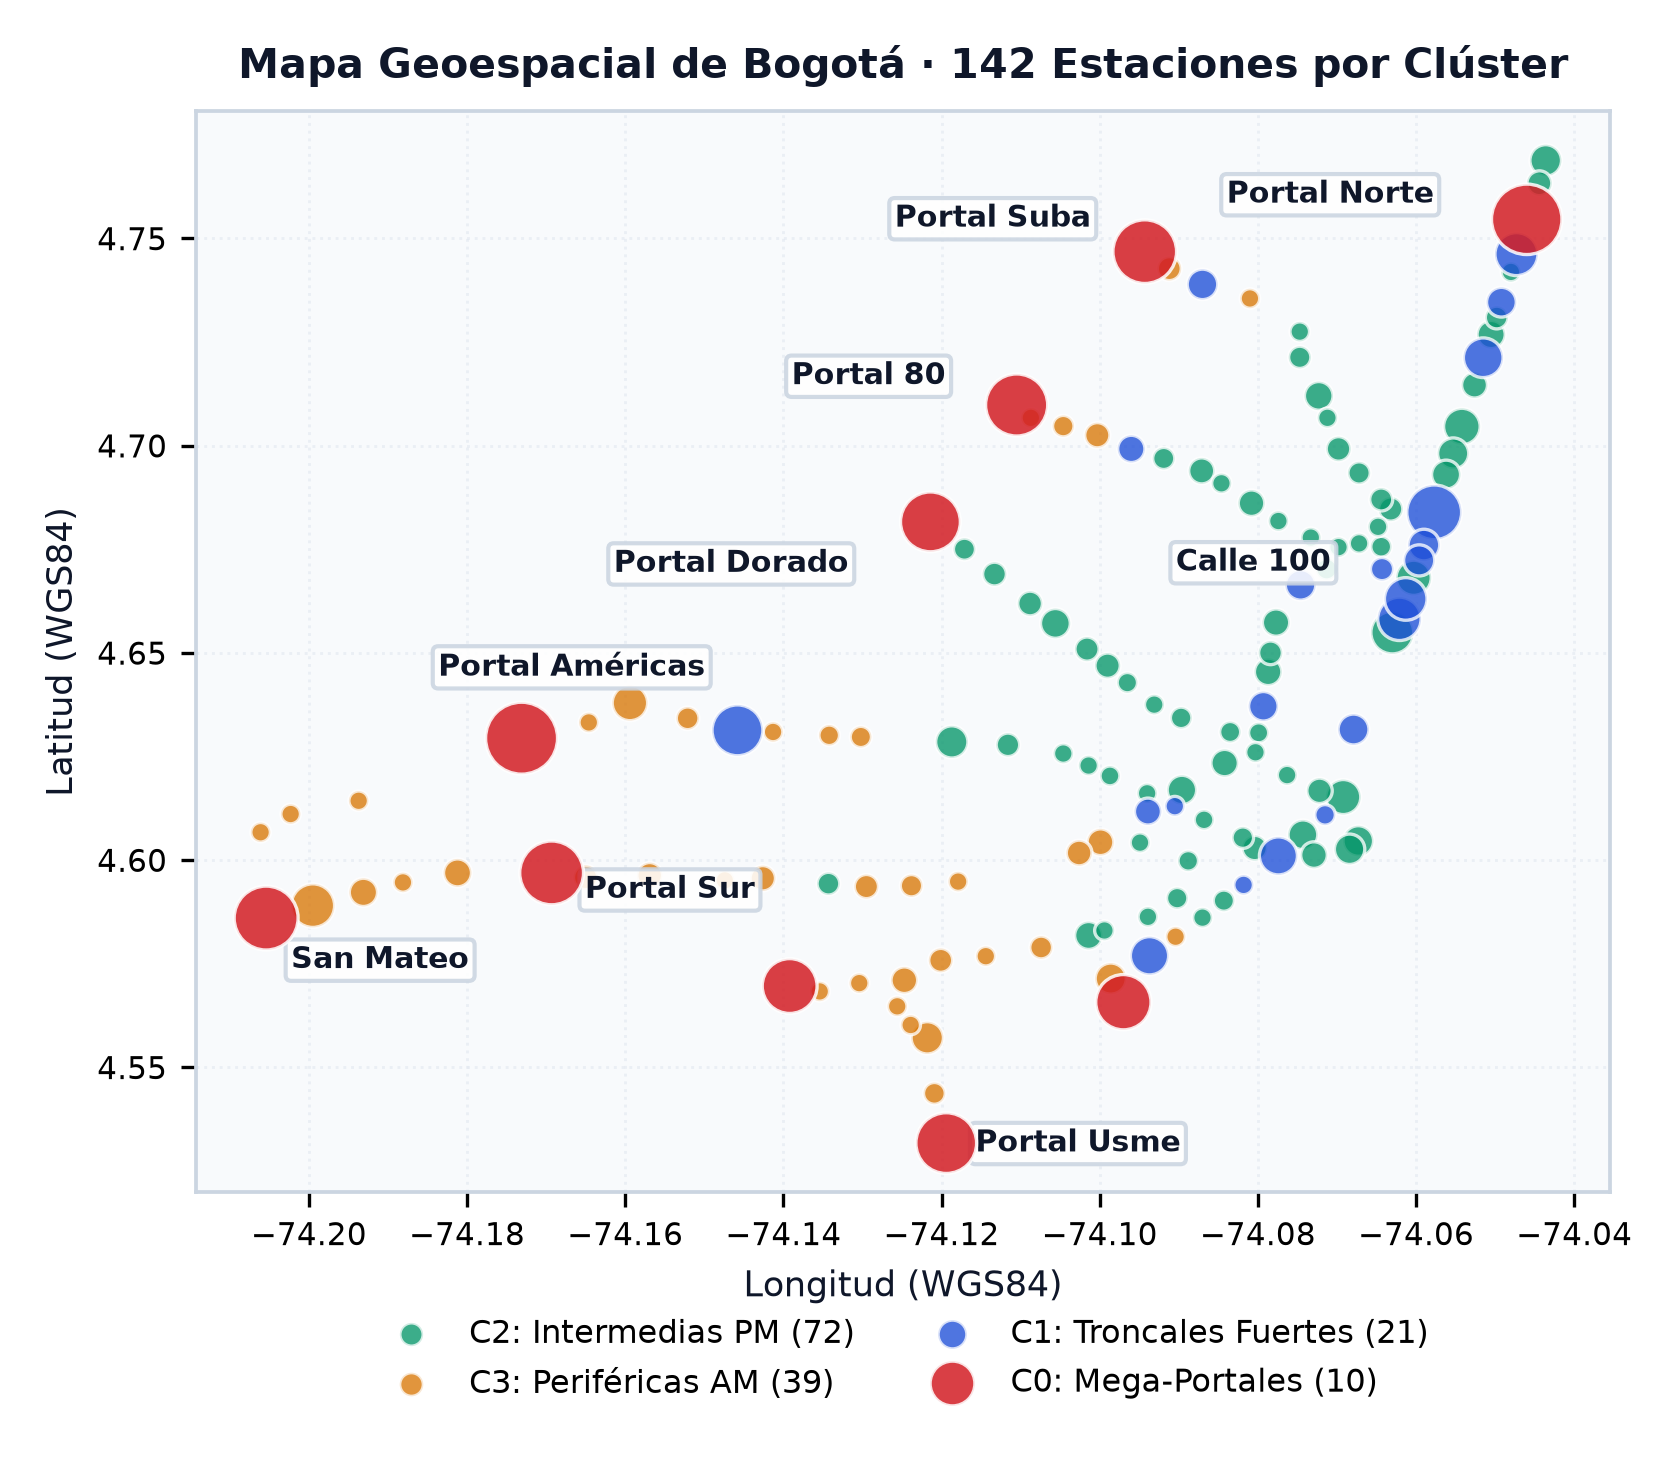 Mapa Geoespacial de Bogotá · 142 Estaciones por Clúster
Portal Norte
Portal Suba
4.75
Portal 80
4.70
Calle 100
Portal Dorado
Latitud (WGS84)
4.65
Portal Américas
4.60
Portal Sur
San Mateo
4.55
Portal Usme
−74.20 −74.18 −74.16 −74.14 −74.12 −74.10 −74.08 −74.06 −74.04
Longitud (WGS84)
C2: Intermedias PM (72) C1: Troncales Fuertes (21)
C3: Periféricas AM (39) C0: Mega-Portales (10)